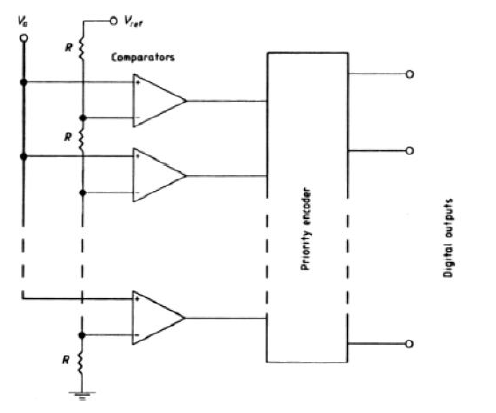 Va
Vref
R
Comparators
+
-
R
+
-
+
-
R
Priority encoder
Digital outputs